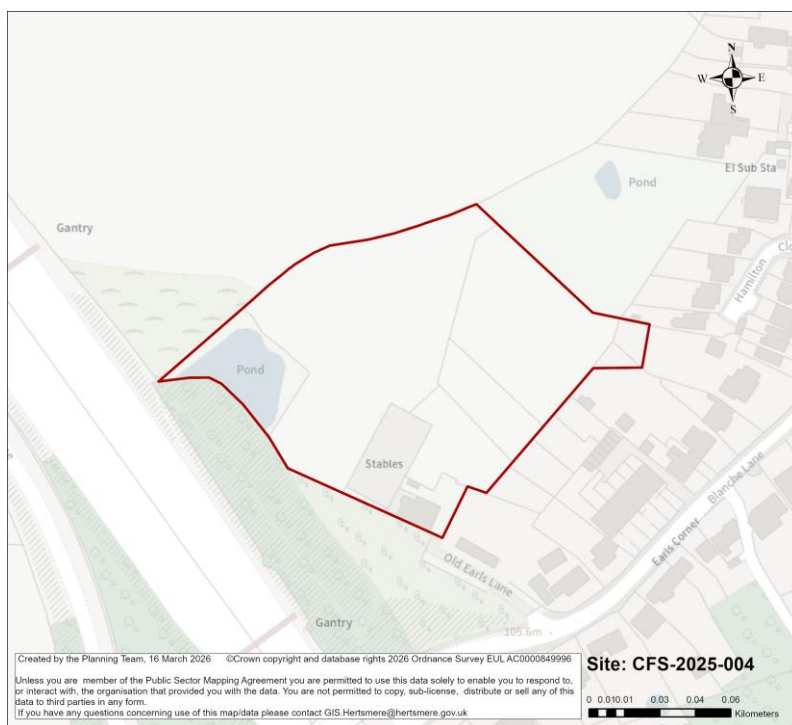 N
W E
S
El Sub Sta
Pond
Gantry
Clo
Hamilton
Pond
Stables
Blanche Lane
Earls Corner
Old Earls Lane
Gantry
105.6m
Created by the Planning Team, 16 March 2026 ©Crown copyright and database rights 2026 Ordnance Survey EUL AC0000849996
Unless you are member of the Public Sector Mapping Agreement you are permitted to use this data solely to enable you to respond to,
or interact with, the organisation that provided you with the data. You are not permitted to copy, sub-license, distribute or sell any of this
data to third parties in any form.
If you have any questions concerning use of this map/data please contact GIS.Hertsmere@hertsmere.gov.uk
Site: CFS-2025-004
0 0.010.01 0.03 0.04 0.06
Kilometers